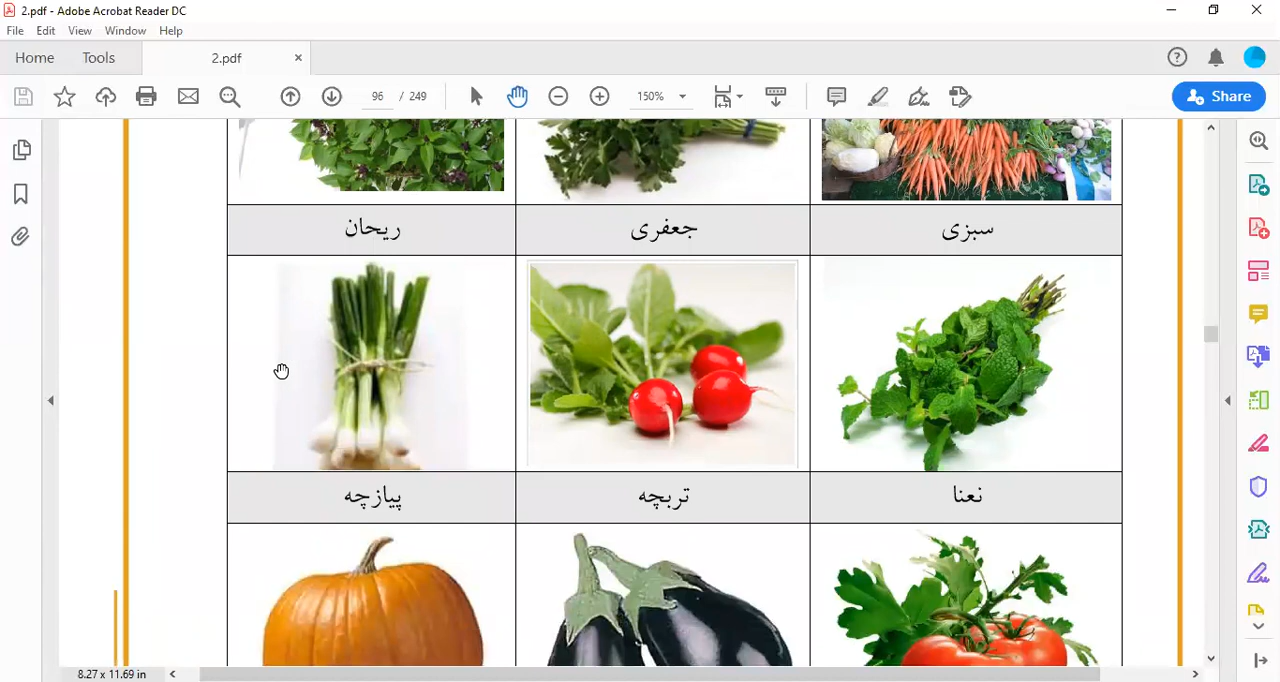 2.pdf - Adobe Acrobat Reader DC
File Edit View Window Help
Home Tools 2.pdf
96 / 249 150% Share
سبزی جعفری ریحان
نعنا تربچه پیازچه
8.27 x 11.69 in